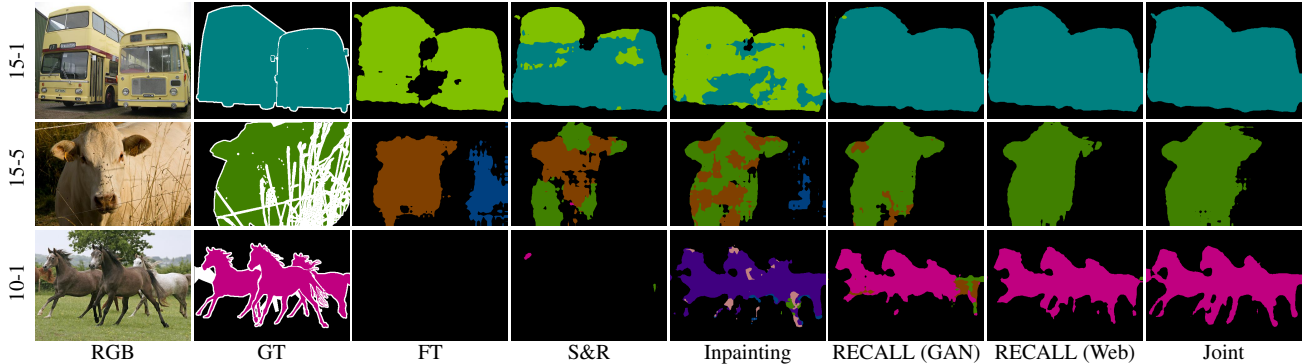 15-1
15-5
10-1
RGB GT FT S&R Inpainting RECALL (GAN) RECALL (Web) Joint